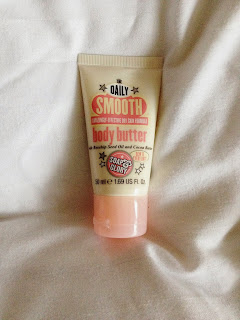 THE
DAILY
SMOOTH
body butter
Rosehip Seed Oil and Cocoa Butter
SOAP &
GLORY
50 ml e 1.69 US FL. OZ.